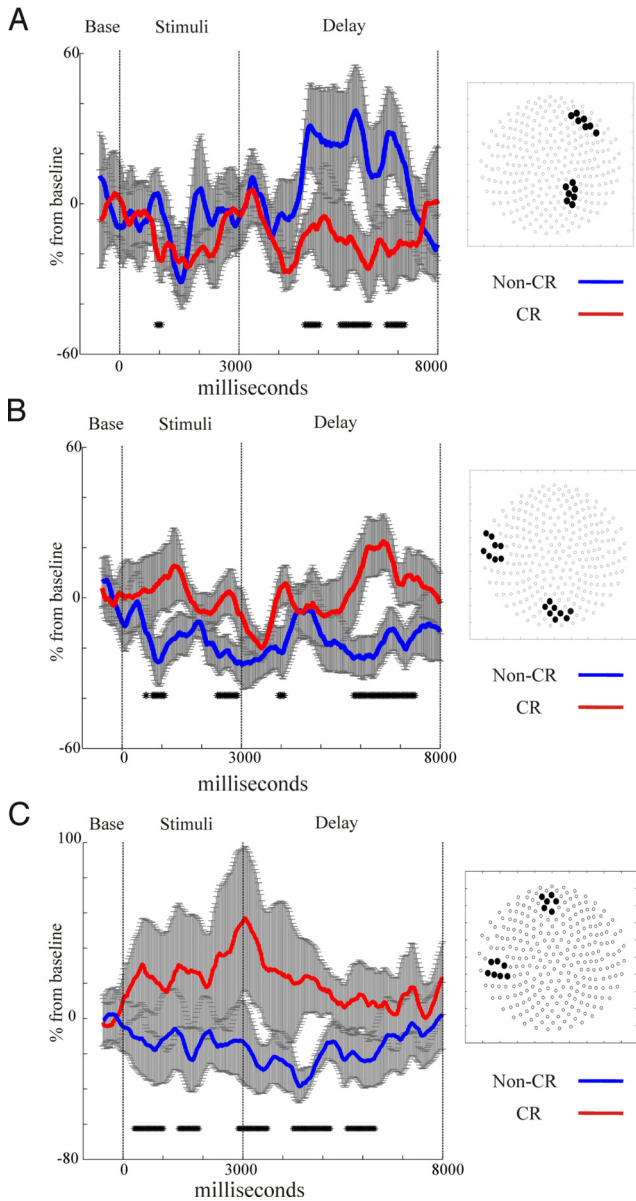 A
Base Stimuli Delay
60
0
-60
% from baseline
0 3000 8000
milliseconds
Non-CR
CR
B
Base Stimuli Delay
60
0
-60
% from baseline
0 3000 8000
milliseconds
Non-CR
CR
C
Base Stimuli Delay
100
0
-80
% from baseline
0 3000 8000
milliseconds
Non-CR
CR